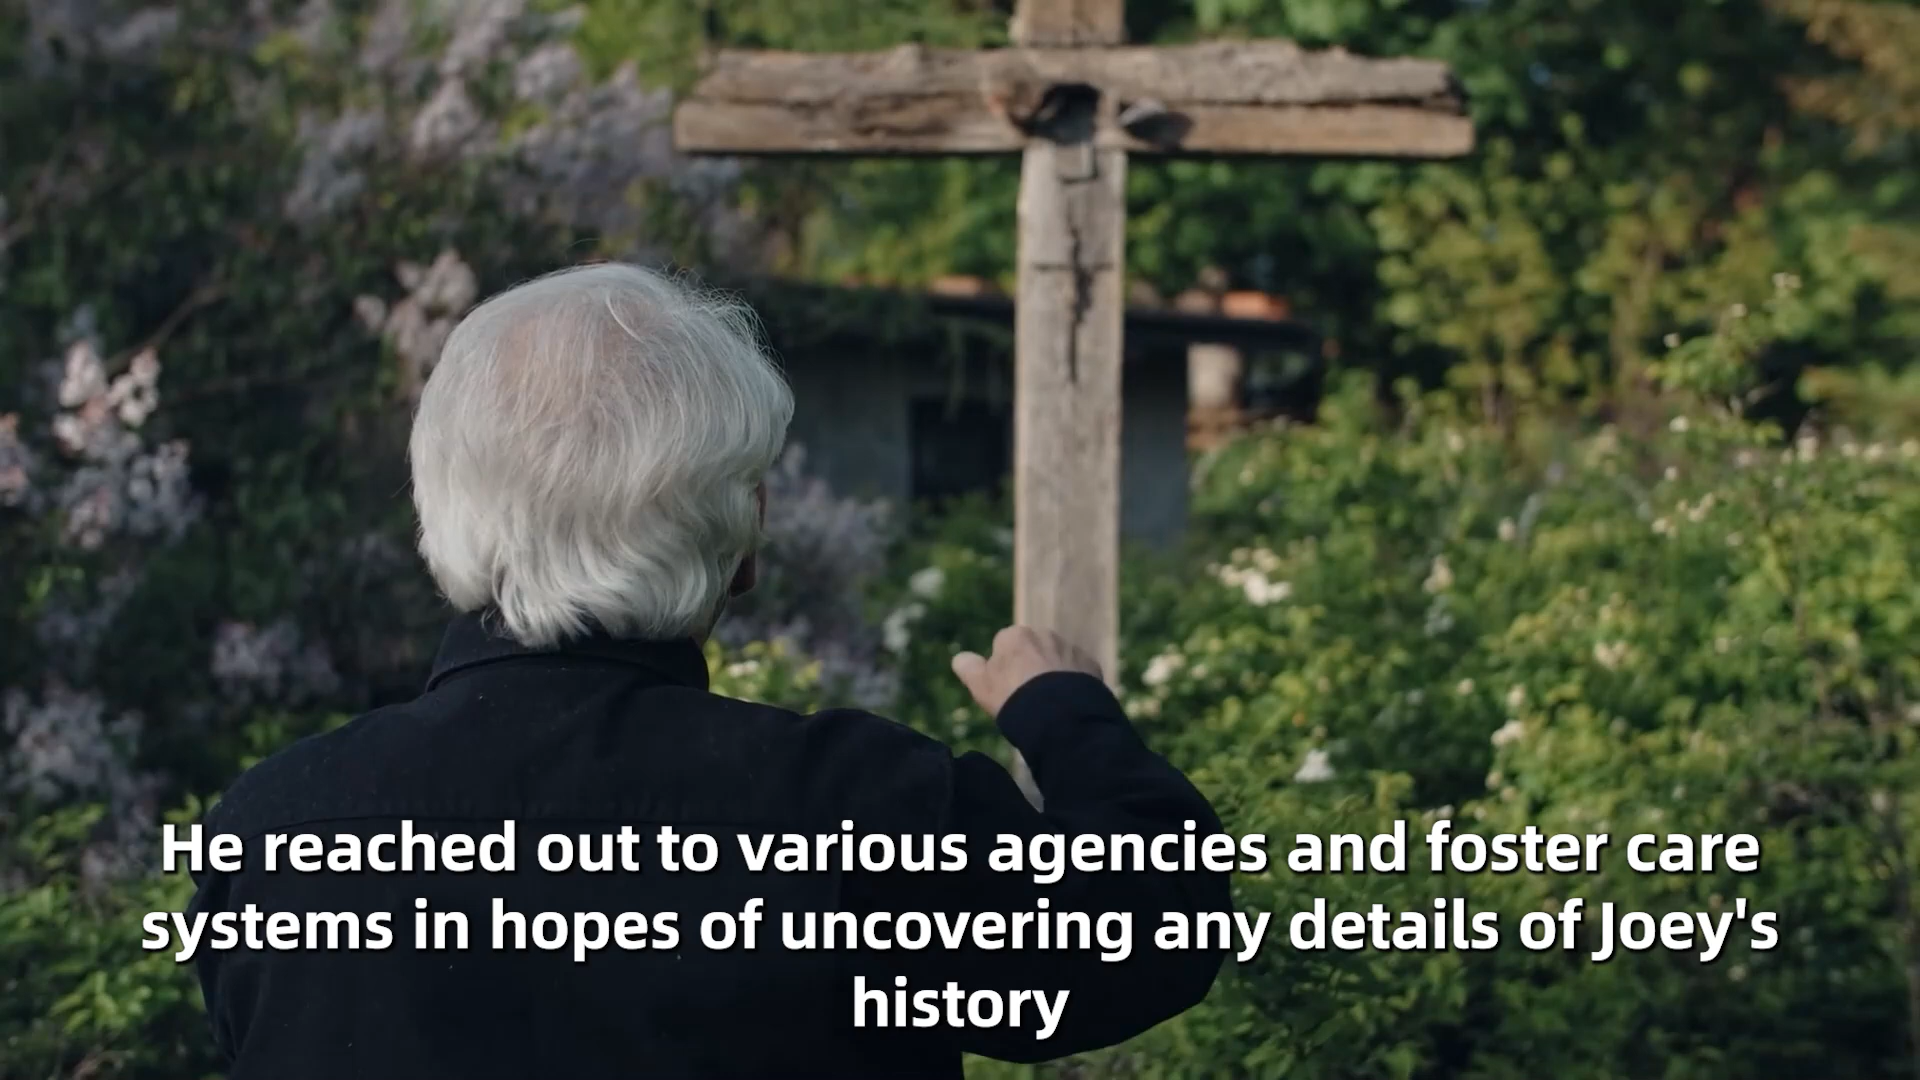 He reached out to various agencies and foster care
systems in hopes of uncovering any details of Joey's
history